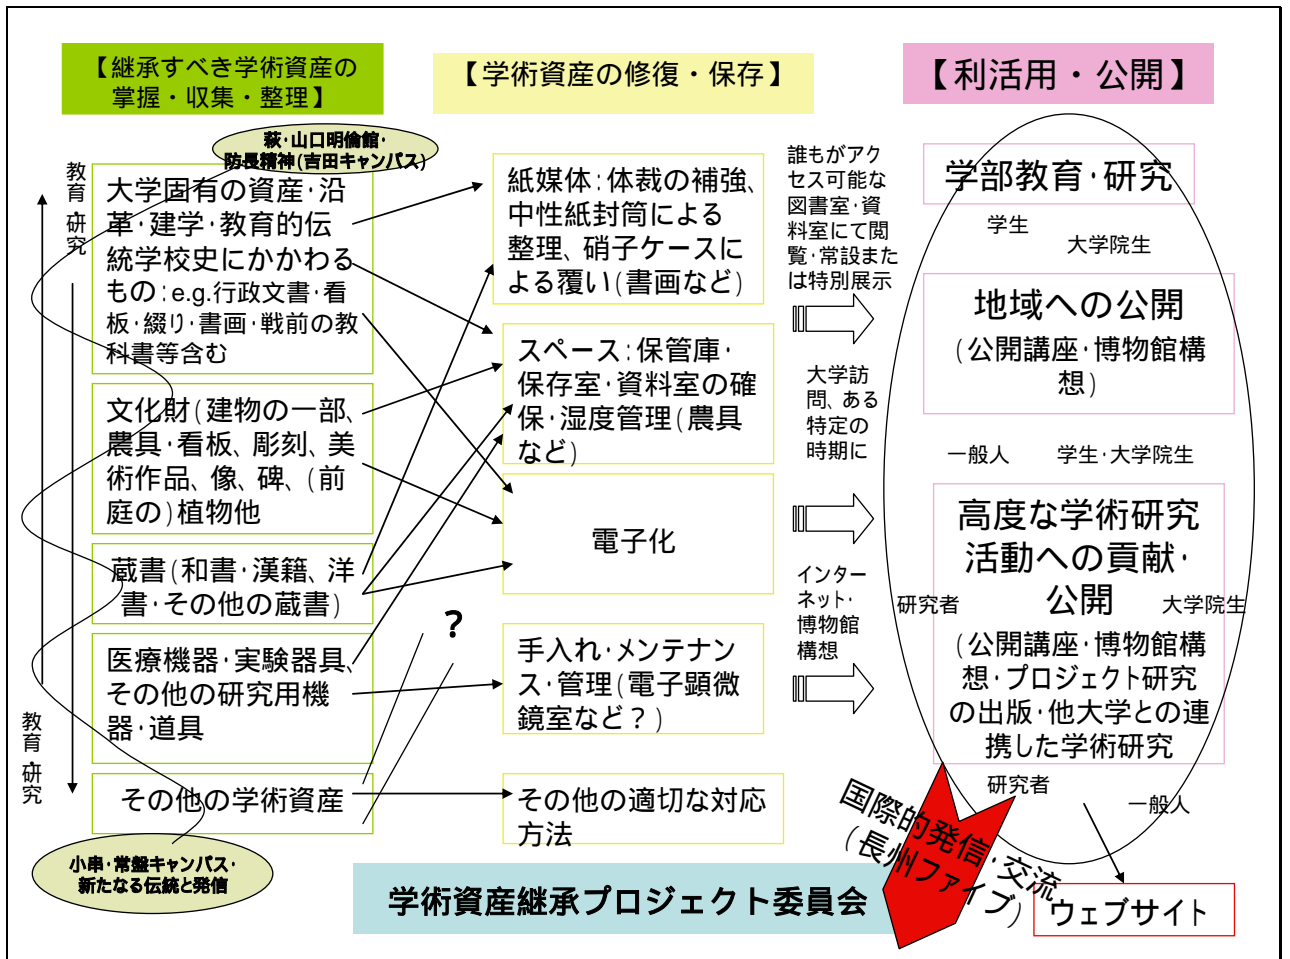 【継承すべき学術資産の
掌握・収集・整理】
【学術資産の修復・保存】
【利活用・公開】
萩・山口明倫館・
防長精神(吉田キャンパス)
教育・研究
大学固有の資産・沿
革・建学・教育的伝
統学校史にかかわる
もの：e.g.行政文書・看
板・綴り・書画・戦前の教
科書等含む
文化財(建物の一部、
農具・看板、彫刻、美
術作品、像、碑、(前
庭の)植物他
蔵書(和書・漢籍、洋
書・その他の蔵書)
医療機器・実験器具、
その他の研究用機
器・道具
教育・研究
その他の学術資産
小串・常盤キャンパス・
新たなる伝統と発信
紙媒体：体裁の補強、
中性紙封筒による
整理、硝子ケースに
よる覆い(書画など)
スペース：保管庫・
保存室・資料室の確
保・湿度管理(農具
など)
電子化
?
手入れ・メンテナン
ス・管理(電子顕微
鏡室など？)
その他の適切な対応
方法
誰もがアク
セス可能な
図書室・資
料室にて閲
覧・常設また
は特別展示
大学訪
問、ある
特定の
時期に
インター
ネット・
博物館
構想
学部教育・研究
学生
大学院生
地域への公開
(公開講座・博物館構
想)
一般人
学生・大学院生
高度な学術研究
活動への貢献・
公開
研究者
大学院生
(公開講座・博物館構
想・プロジェクト研究
の出版・他大学との連
携した学術研究
研究者
一般人
国際的発信・交流
(長州ファイブ)
ウェブサイト
学術資産継承プロジェクト委員会